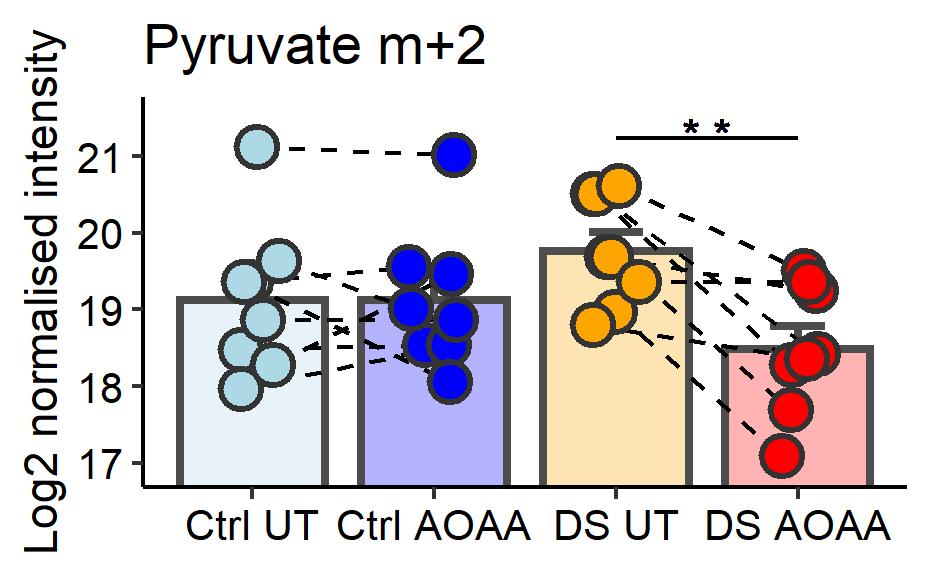 Pyruvate m+2
Log2 normalised intensity
21
20
19
18
17
**
Ctrl UT
Ctrl AOAA
DS UT
DS AOAA